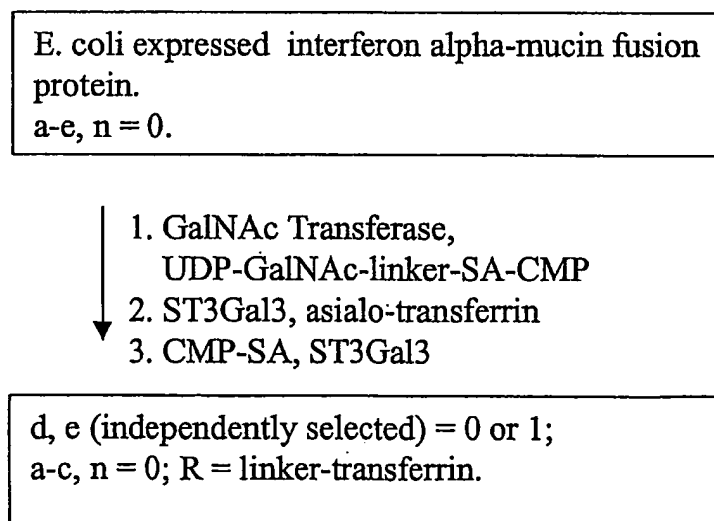 E. coli expressed interferon alpha-mucin fusion
protein.
a-e, n = 0.
1. GalNAc Transferase,
UDP-GalNAc-linker-SA-CMP
2. ST3Gal3, asialo-transferrin
3. CMP-SA, ST3Gal3
d, e (independently selected) = 0 or 1;
a-c, n = 0; R = linker-transferrin.